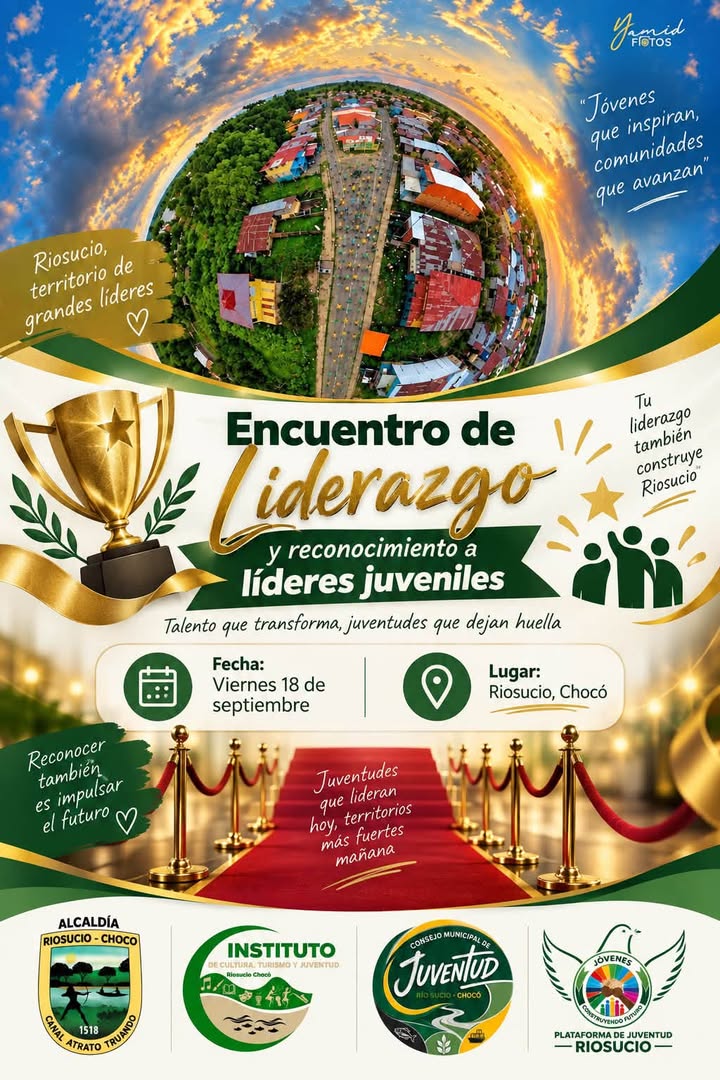 Yamid
FOTOS
"Jóvenes
que inspiran,
comunidades
que avanzan"
Riosucio,
territorio de
grandes líderes
Encuentro de
Liderazgo
y reconocimiento a
líderes juveniles
Tu
liderazgo
también
construye
Riosucio
Talento que transforma, juventudes que dejan huella
Fecha:
Viernes 18 de
septiembre
Lugar:
Riosucio, Chocó
Reconocer
también
es impulsar
el futuro
Juventudes
que lideran
hoy, territorios
más fuertes
mañana
ALCALDÍA
RIOSUCIO - CHOCO
1518
CANAL ATRATO TRUANDO
INSTITUTO
DE CULTURA, TURISMO Y JUVENTUD
Riosucio Chocó
CONSEJO MUNICIPAL DE
JUVENTUD
RIO SUCIO - CHOCÓ
JÓVENES
CONSTRUYENDO FUTURO
PLATAFORMA DE JUVENTUD
RIOSUCIO